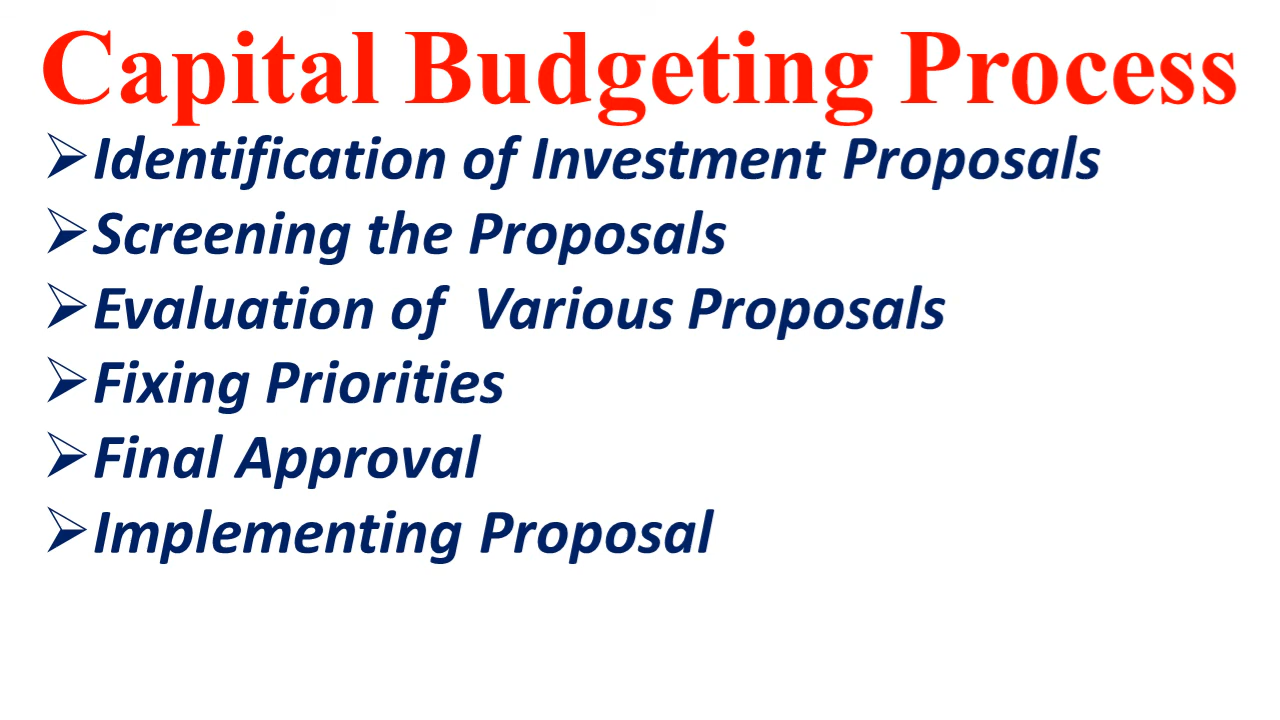 Capital Budgeting Process
➢Identification of Investment Proposals
➢Screening the Proposals
➢Evaluation of  Various Proposals
➢Fixing Priorities
➢Final Approval
➢Implementing Proposal